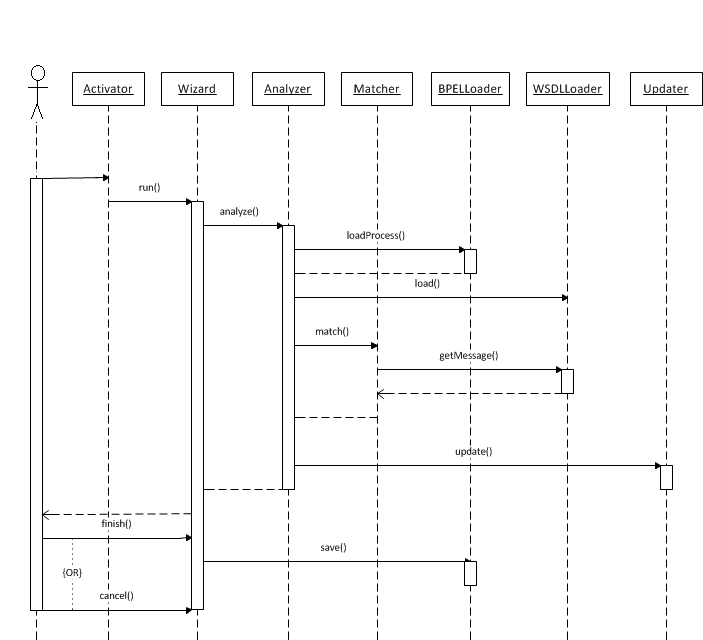 Activator
Wizard
Analyzer
Matcher
BPELLoader
WSDLLoader
Updater
run()
analyze()
loadProcess()
load()
match()
getMessage()
update()
finish()
save()
{OR}
cancel()